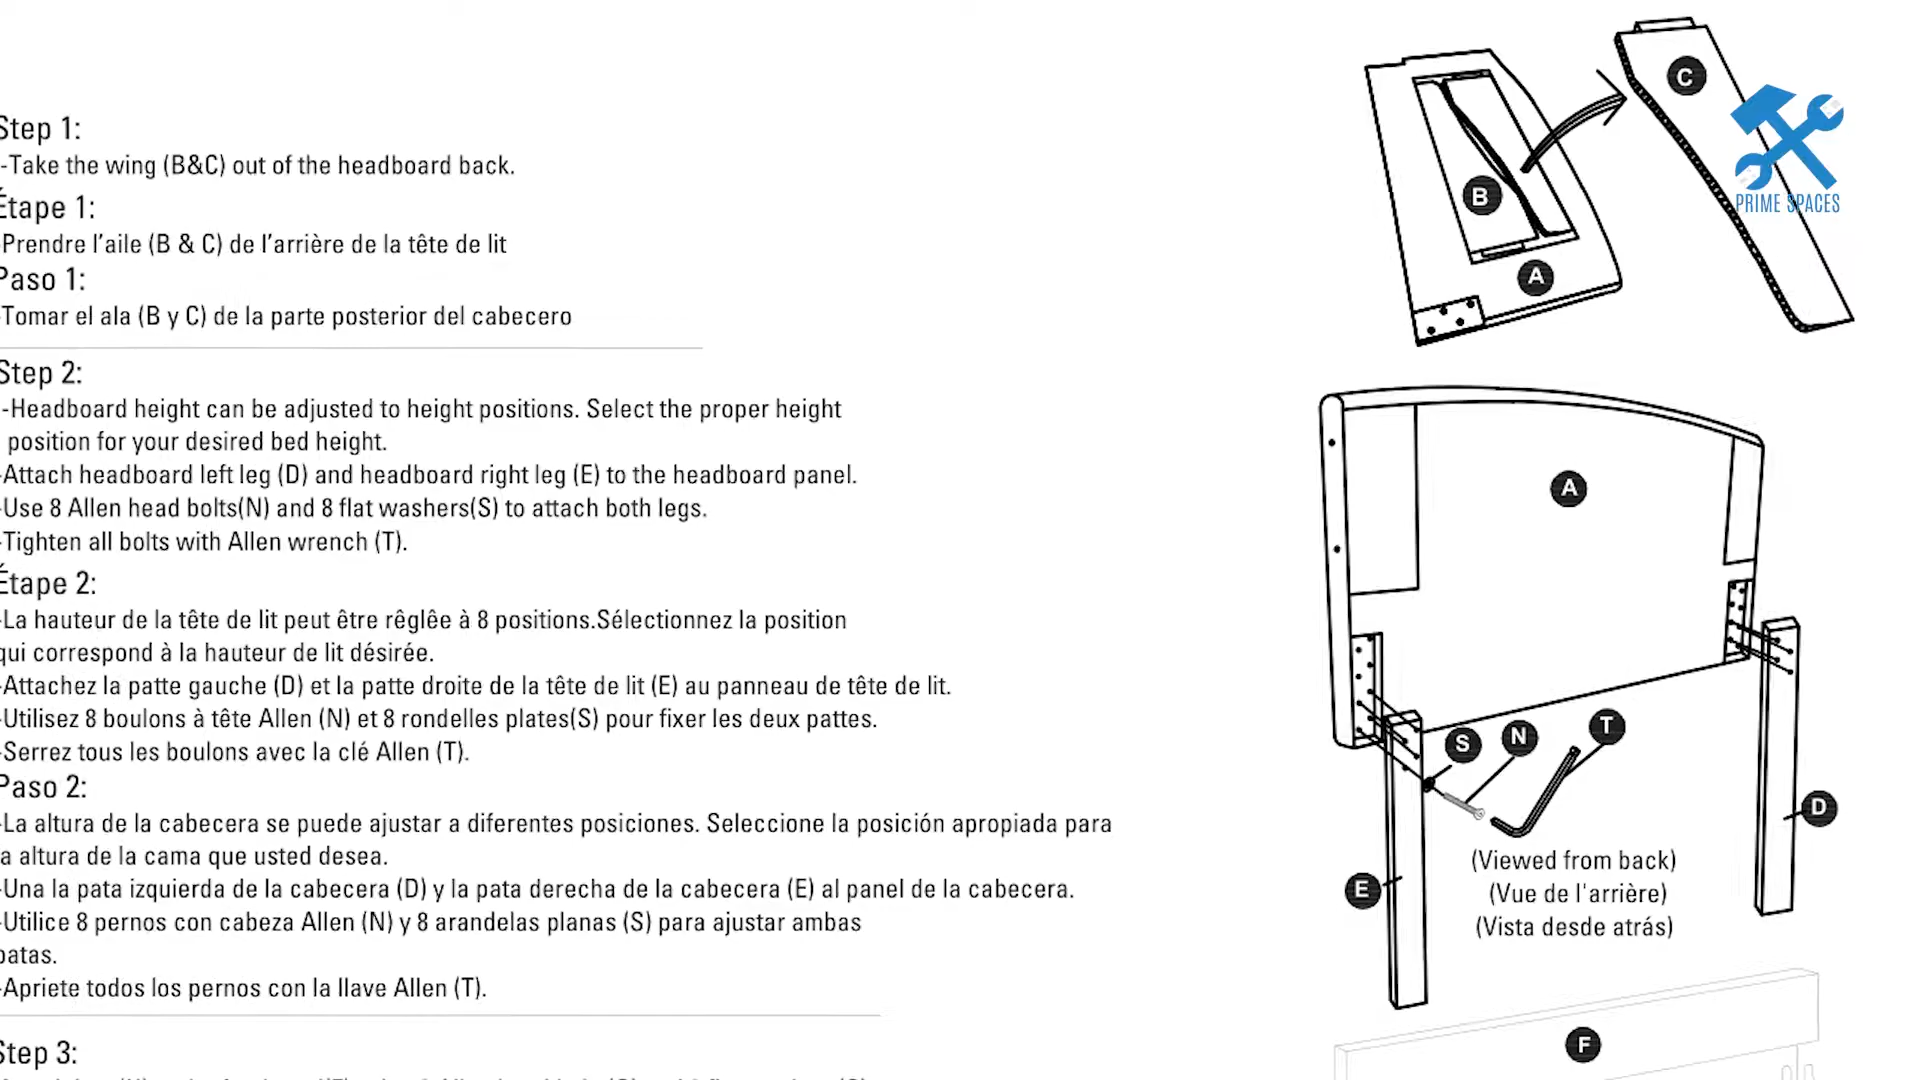 Step 1:
-Take the wing (B&C) out of the headboard back.
Étape 1:
-Prendre l'aile (B & C) de l'arrière de la tête de lit
Paso 1:
-Tomar el ala (B y C) de la parte posterior del cabecero
Step 2:
-Headboard height can be adjusted to height positions. Select the proper height
position for your desired bed height.
-Attach headboard left leg (D) and headboard right leg (E) to the headboard panel.
-Use 8 Allen head bolts(N) and 8 flat washers(S) to attach both legs.
-Tighten all bolts with Allen wrench (T).
Étape 2:
-La hauteur de la tête de lit peut être rêglêe à 8 positions.Sélectionnez la position
qui correspond à la hauteur de lit désirée.
-Attachez la patte gauche (D) et la patte droite de la tête de lit (E) au panneau de tête de lit.
-Utilisez 8 boulons à tête Allen (N) et 8 rondelles plates(S) pour fixer les deux pattes.
-Serrez tous les boulons avec la clé Allen (T).
Paso 2:
-La altura de la cabecera se puede ajustar a diferentes posiciones. Seleccione la posición apropiada para
a altura de la cama que usted desea.
-Una la pata izquierda de la cabecera (D) y la pata derecha de la cabecera (E) al panel de la cabecera.
-Utilice 8 pernos con cabeza Allen (N) y 8 arandelas planas (S) para ajustar ambas
patas.
-Apriete todos los pernos con la llave Allen (T).
Step 3:
C
B
A
PRIME SPACES
A
S
N
T
D
E
(Viewed from back)
(Vue de l'arrière)
(Vista desde atrás)
F